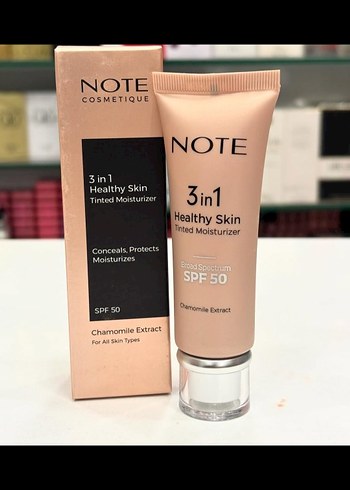 NOTE
COSMETIQUE
3 in 1
Healthy Skin
Tinted Moisturizer
Conceals, Protects
Moisturizes
SPF 50
Chamomile Extract
For All Skin Types
NOTE
3in1
Healthy Skin
Tinted Moisturizer
Broad Spectrum
SPF 50
Chamomile Extract